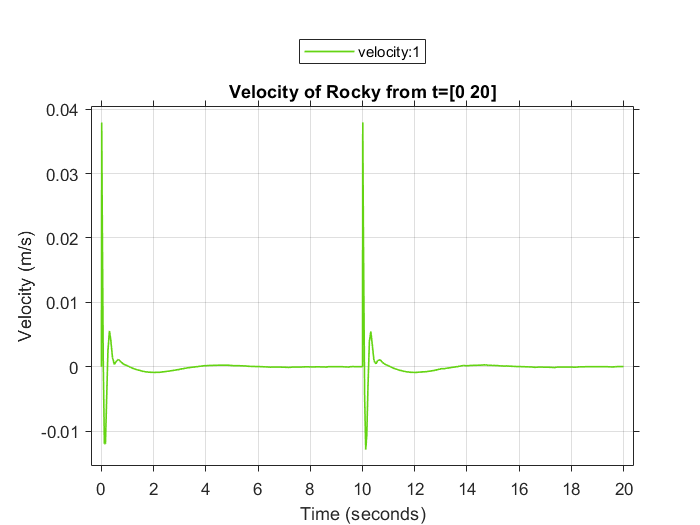 velocity:1
Velocity of Rocky from t=[0 20]
0.04
0.03
0.02
0.01
0
-0.01
Velocity (m/s)
0 2 4 6 8 10 12 14 16 18 20
Time (seconds)